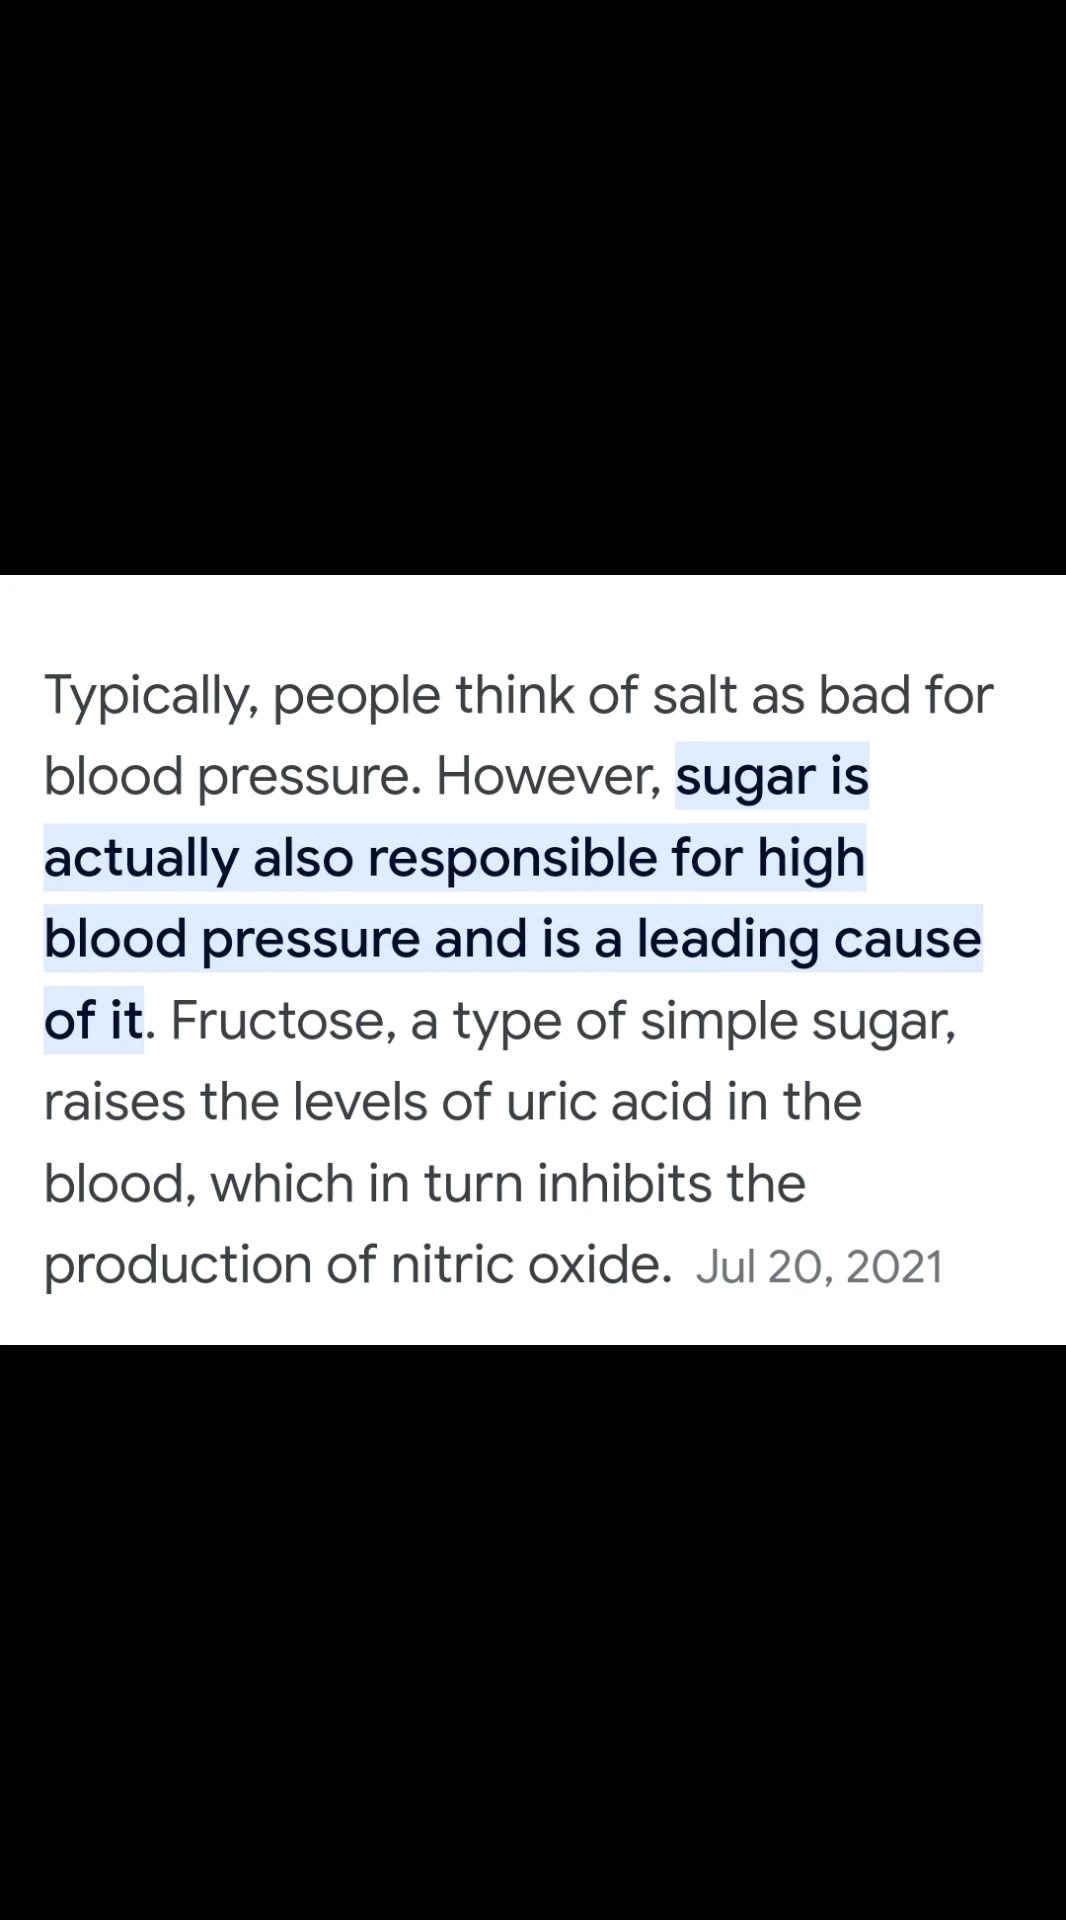 Typically, people think of salt as bad for
blood pressure. However, sugar is
actually also responsible for high
blood pressure and is a leading cause
of it. Fructose, a type of simple sugar,
raises the levels of uric acid in the
blood, which in turn inhibits the
production of nitric oxide. Jul 20, 2021